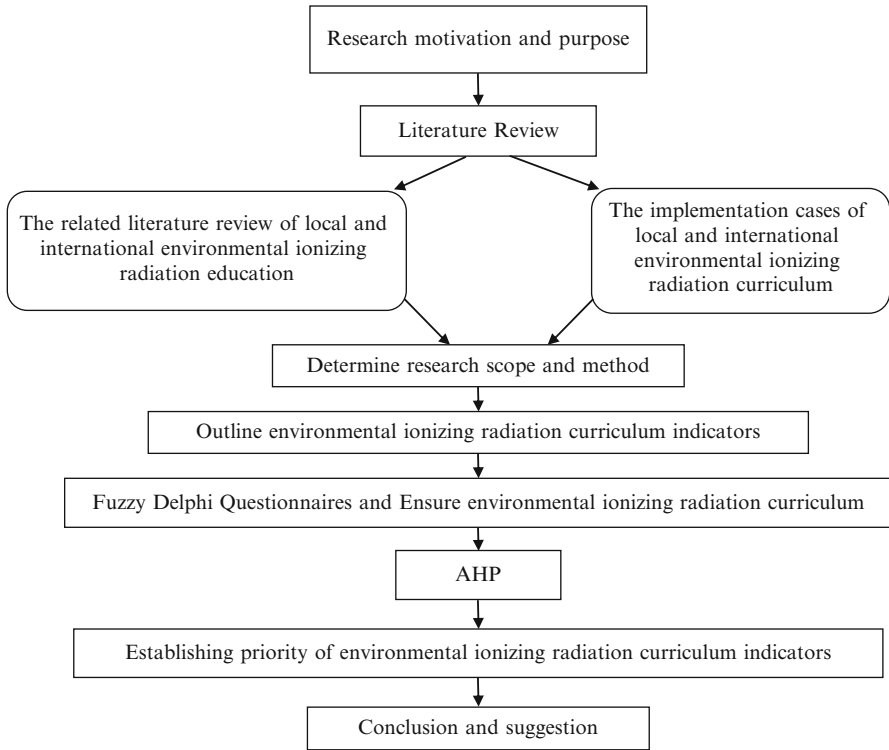 Research motivation and purpose
Literature Review
The related literature review of local and
international environmental ionizing
radiation education
The implementation cases of
local and international
environmental ionizing
radiation curriculum
Determine research scope and method
Outline environmental ionizing radiation curriculum indicators
Fuzzy Delphi Questionnaires and Ensure environmental ionizing radiation curriculum
AHP
Establishing priority of environmental ionizing radiation curriculum indicators
Conclusion and suggestion